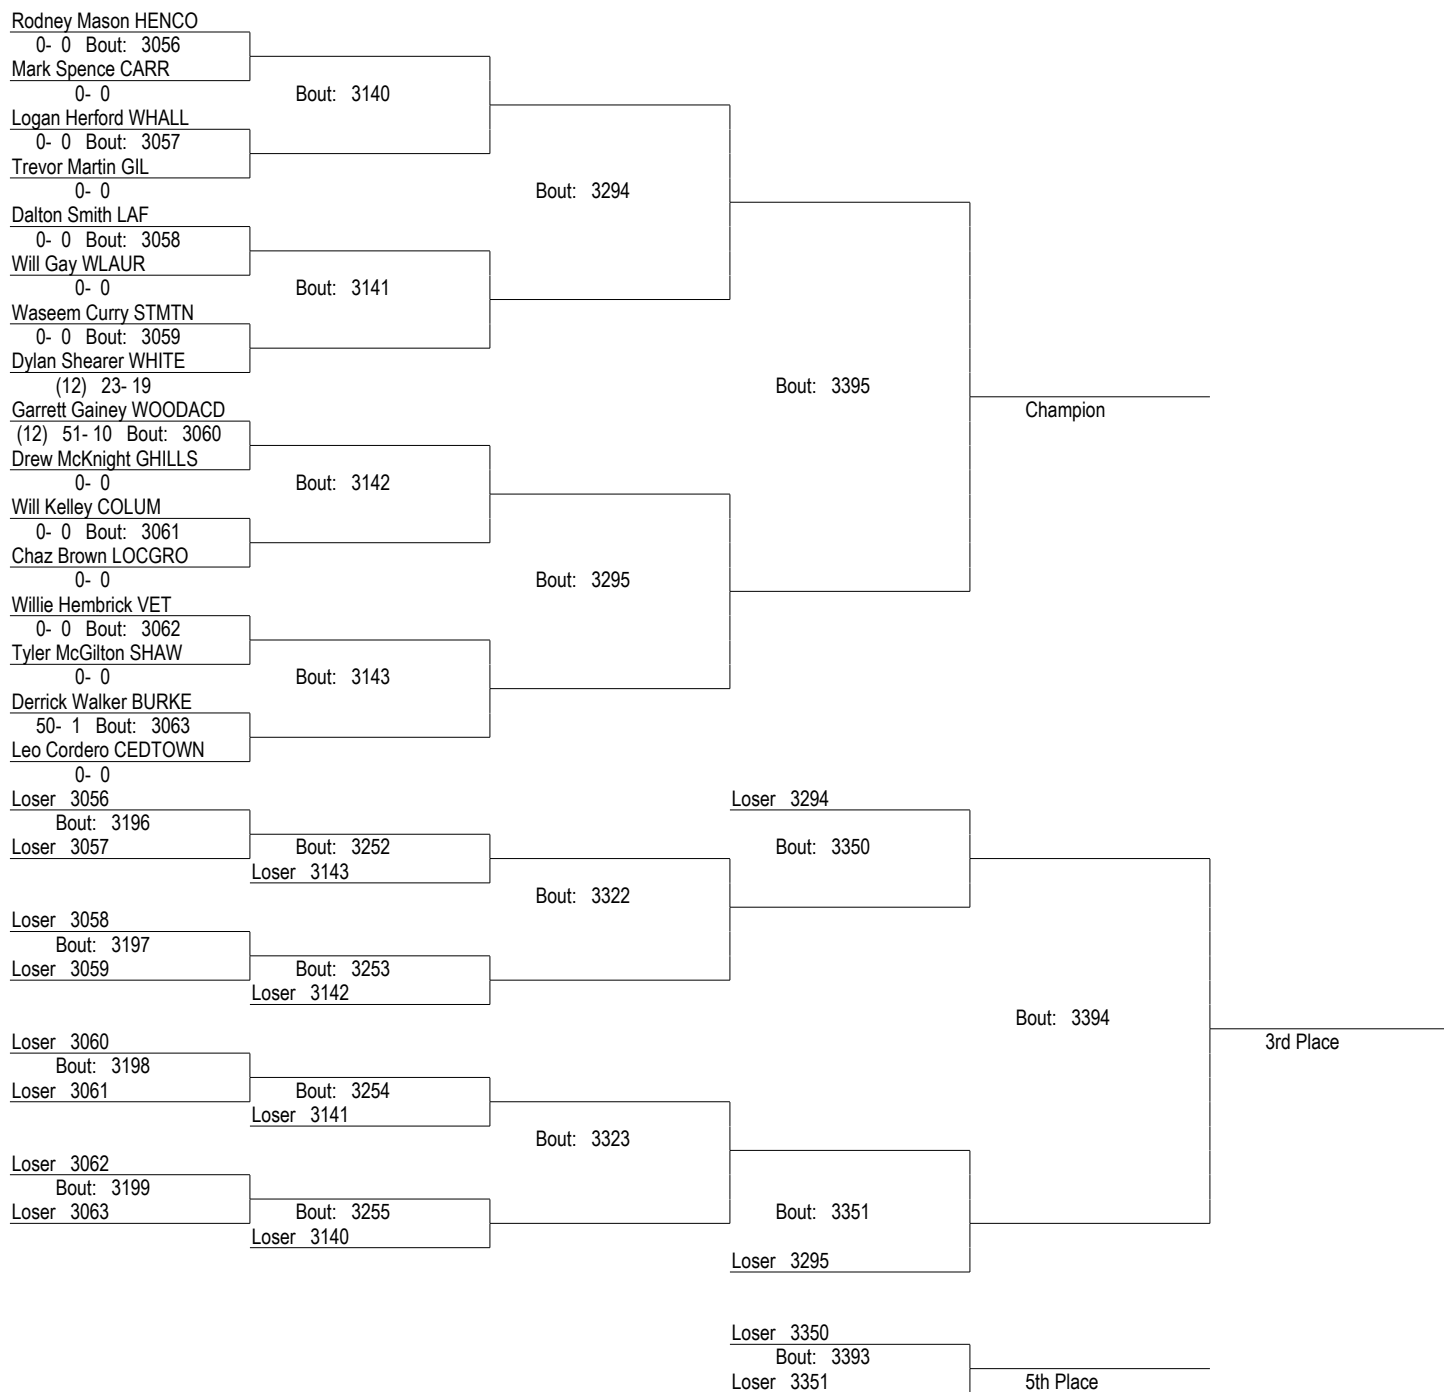 Rodney Mason HENCO
0- 0 Bout: 3056
Mark Spence CARR
0- 0
Bout: 3140
Logan Herford WHALL
0- 0 Bout: 3057
Trevor Martin GIL
0- 0
Bout: 3294
Dalton Smith LAF
0- 0 Bout: 3058
Will Gay WLAUR
0- 0
Bout: 3141
Waseem Curry STMTN
0- 0 Bout: 3059
Dylan Shearer WHITE
(12) 23- 19
Bout: 3395
Garrett Gainey WOODACD
Champion
(12) 51- 10 Bout: 3060
Drew McKnight GHILLS
0- 0
Bout: 3142
Will Kelley COLUM
0- 0 Bout: 3061
Chaz Brown LOCGRO
0- 0
Bout: 3295
Willie Hembrick VET
0- 0 Bout: 3062
Tyler McGilton SHAW
0- 0
Bout: 3143
Derrick Walker BURKE
50- 1 Bout: 3063
Leo Cordero CEDTOWN
0- 0
Loser 3056
Loser 3294
Bout: 3196
Loser 3057
Bout: 3252
Bout: 3350
Loser 3143
Bout: 3322
Loser 3058
Bout: 3197
Loser 3059
Bout: 3253
Loser 3142
Bout: 3394
Loser 3060
3rd Place
Bout: 3198
Loser 3061
Bout: 3254
Loser 3141
Bout: 3323
Loser 3062
Bout: 3199
Loser 3063
Bout: 3255
Bout: 3351
Loser 3140
Loser 3295
Loser 3350
Bout: 3393
Loser 3351
5th Place